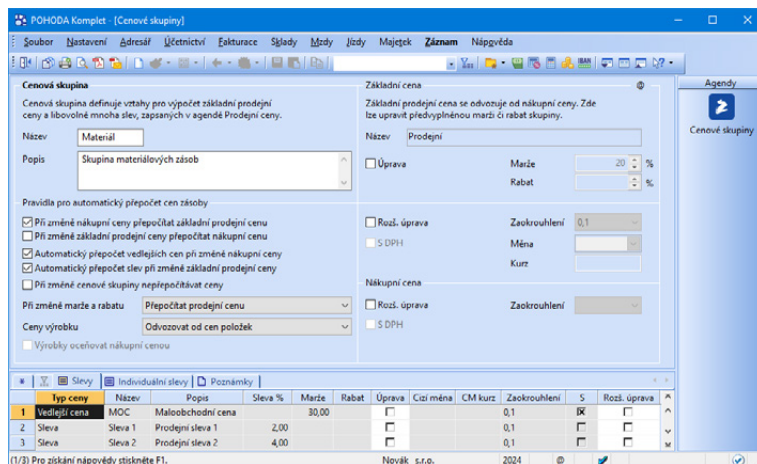 POHODA Komplet - [Cenové skupiny]
Soubor Nastavení Adresář Účetnictví Fakturace Sklady Mzdy Jízdy Majetek Záznam Nápověda
Agendy
Cenové skupiny
Cenová skupina
Cenová skupina definuje vztahy pro výpočet základní prodejní
ceny a libovolné mnoha slev, zapsaných v agendě Prodejní ceny.
Název Materiál
Popis Skupina materiálových zásob
Základní cena @
Základní prodejní cena se odvozuje od nákupní ceny. Zde
lze upravit předvyplněnou marži či rabat skupiny.
Název Prodejní
Úprava Marže 20 %
Rabat %
Pravidla pro automatický přepočet cen zásoby
Při změně nákupní ceny přepočítat základní prodejní cenu
Při změně základní prodejní ceny přepočítat nákupní cenu
Automatický přepočet vedlejších cen při změně nákupní ceny
Automatický přepočet slev při změně základní prodejní ceny
Při změně cenové skupiny nepřepočítávat ceny
Při změně marže a rabatu Přepočítat prodejní cenu
Ceny výrobku Odvozovat od cen položek
Výrobky oceňovat nákupní cenou
Rozš. úprava Zaokrouhlení 0,1
S DPH Měna
Kurz
Nákupní cena
Rozš. úprava Zaokrouhlení
S DPH
* Slevy Individuální slevy Poznámky
Typ ceny Název Popis Sleva % Marže Rabat Úprava Cizí měna CM kurz Zaokrouhlení S Rozš. úprava
1 Vedlejší cena MOC Maloobchodní cena 30,00 0,1
2 Sleva Sleva 1 Prodejní sleva 1 2,00 0,1
3 Sleva Sleva 2 Prodejní sleva 2 4,00 0,1
(1/3) Pro získání nápovědy stiskněte F1. Novák s.r.o. 2024 @